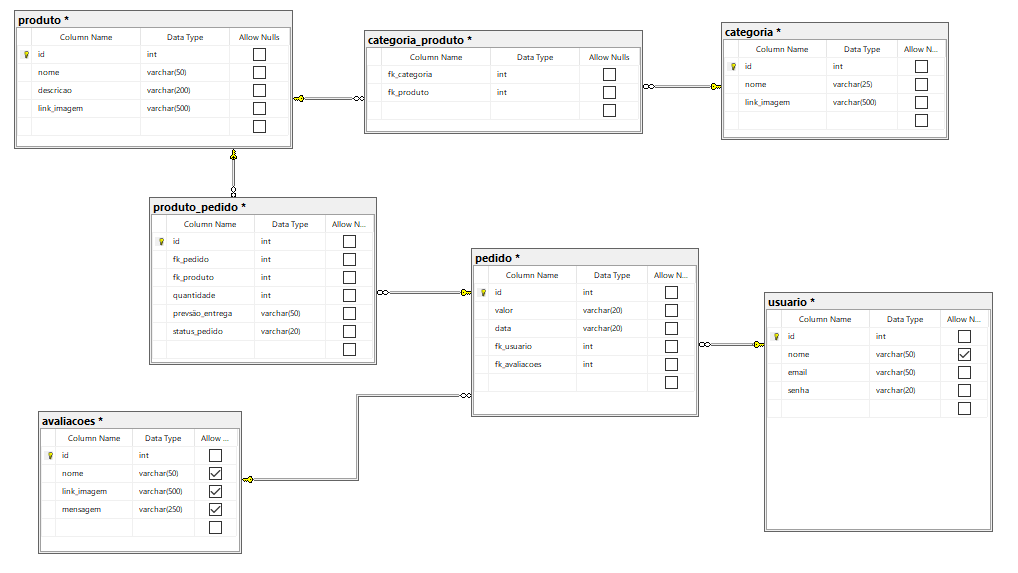 produto *
Column Name Data Type Allow Nulls
id int
nome varchar(50)
descricao varchar(200)
link_imagem varchar(500)
categoria_produto *
Column Name Data Type Allow Nulls
fk_categoria int
fk_produto int
categoria *
Column Name Data Type Allow N...
id int
nome varchar(25)
link_imagem varchar(500)
produto_pedido *
Column Name Data Type Allow N...
id int
fk_pedido int
fk_produto int
quantidade int
prevsão_entrega varchar(50)
status_pedido varchar(20)
pedido *
Column Name Data Type Allow N...
id int
valor varchar(20)
data varchar(20)
fk_usuario int
fk_avaliacoes int
usuario *
Column Name Data Type Allow N...
id int
nome varchar(50)
email varchar(50)
senha varchar(20)
avaliacoes *
Column Name Data Type Allow ...
id int
nome varchar(50)
link_imagem varchar(500)
mensagem varchar(250)